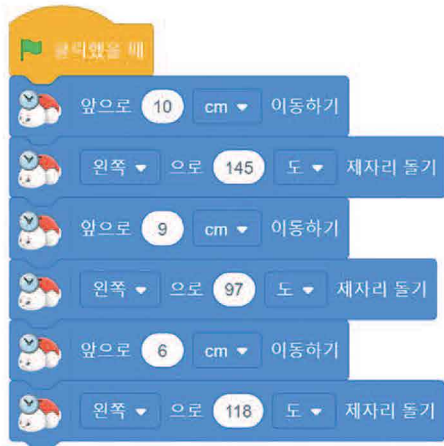 클릭했을 때
앞으로 10 cm 이동하기
왼쪽 으로 145 도 제자리 돌기
앞으로 9 cm 이동하기
왼쪽 으로 97 도 제자리 돌기
앞으로 6 cm 이동하기
왼쪽 으로 118 도 제자리 돌기